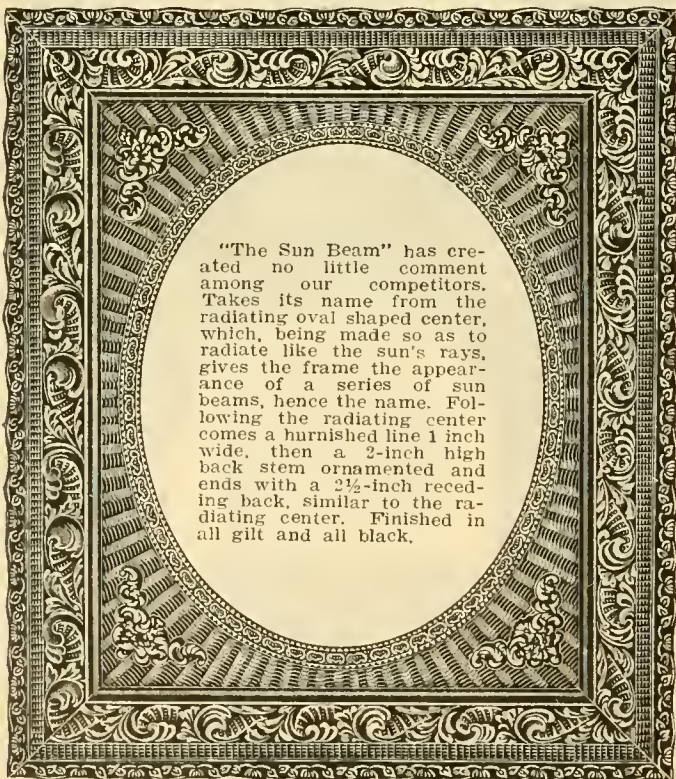 "The Sun Beam" has cre-
ated no little comment
among our competitors.
Takes its name from the
radiating oval shaped center,
which, being made so as to
radiate like the sun's rays,
gives the frame the appear-
ance of a series of sun
beams, hence the name. Fol-
lowing the radiating center
comes a hurnished line 1 inch
wide, then a 2-inch high
back stem ornamented and
ends with a 2½-inch reced-
ing back, similar to the ra-
diating center. Finished in
all gilt and all black.